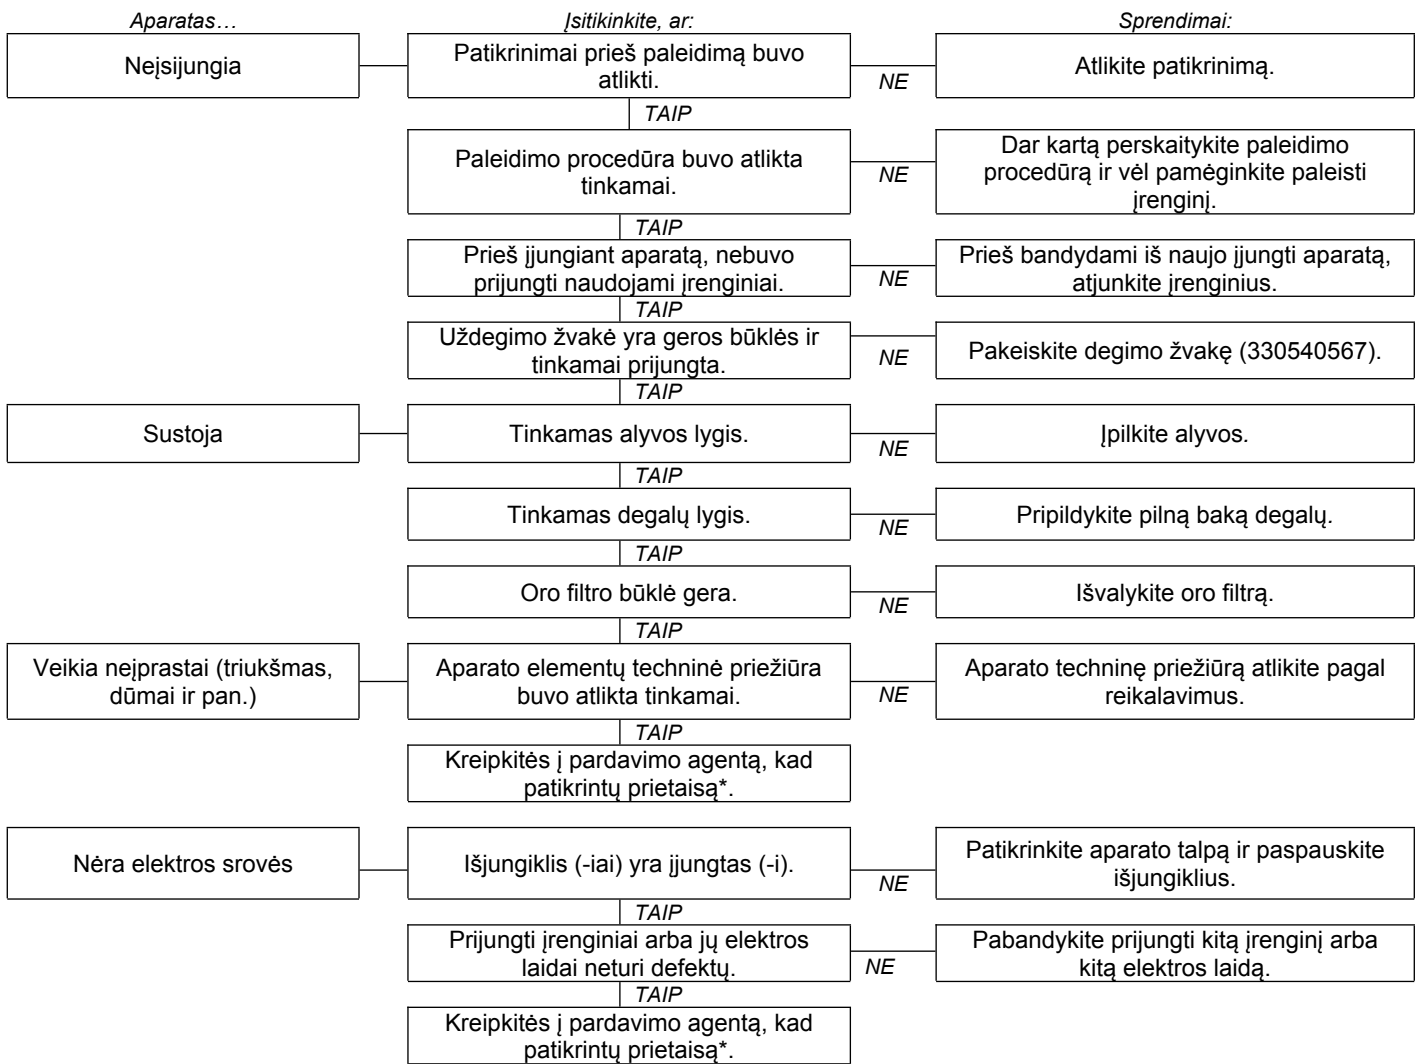 Aparatas…
Įsitikinkite, ar:
Sprendimai:
Neįsijungia
Patikrinimai prieš paleidimą buvo
atlikti.
NE
Atlikite patikrinimą.
TAIP
Paleidimo procedūra buvo atlikta
tinkamai.
NE
Dar kartą perskaitykite paleidimo
procedūrą ir vėl pamėginkite paleisti
įrenginį.
TAIP
Prieš įjungiant aparatą, nebuvo
prijungti naudojami įrenginiai.
NE
Prieš bandydami iš naujo įjungti aparatą,
atjunkite įrenginius.
TAIP
Uždegimo žvakė yra geros būklės ir
tinkamai prijungta.
NE
Pakeiskite degimo žvakę (330540567).
TAIP
Sustoja
Tinkamas alyvos lygis.
NE
Įpilkite alyvos.
TAIP
Tinkamas degalų lygis.
NE
Pripildykite pilną baką degalų.
TAIP
Oro filtro būklė gera.
NE
Išvalykite oro filtrą.
TAIP
Veikia neįprastai (triukšmas,
dūmai ir pan.)
Aparato elementų techninė priežiūra
buvo atlikta tinkamai.
NE
Aparato techninę priežiūrą atlikite pagal
reikalavimus.
TAIP
Kreipkitės į pardavimo agentą, kad
patikrintų prietaisą*.
Nėra elektros srovės
Išjungiklis (-iai) yra įjungtas (-i).
NE
Patikrinkite aparato talpą ir paspauskite
išjungiklius.
TAIP
Prijungti įrenginiai arba jų elektros
laidai neturi defektų.
NE
Pabandykite prijungti kitą įrenginį arba
kitą elektros laidą.
TAIP
Kreipkitės į pardavimo agentą, kad
patikrintų prietaisą*.